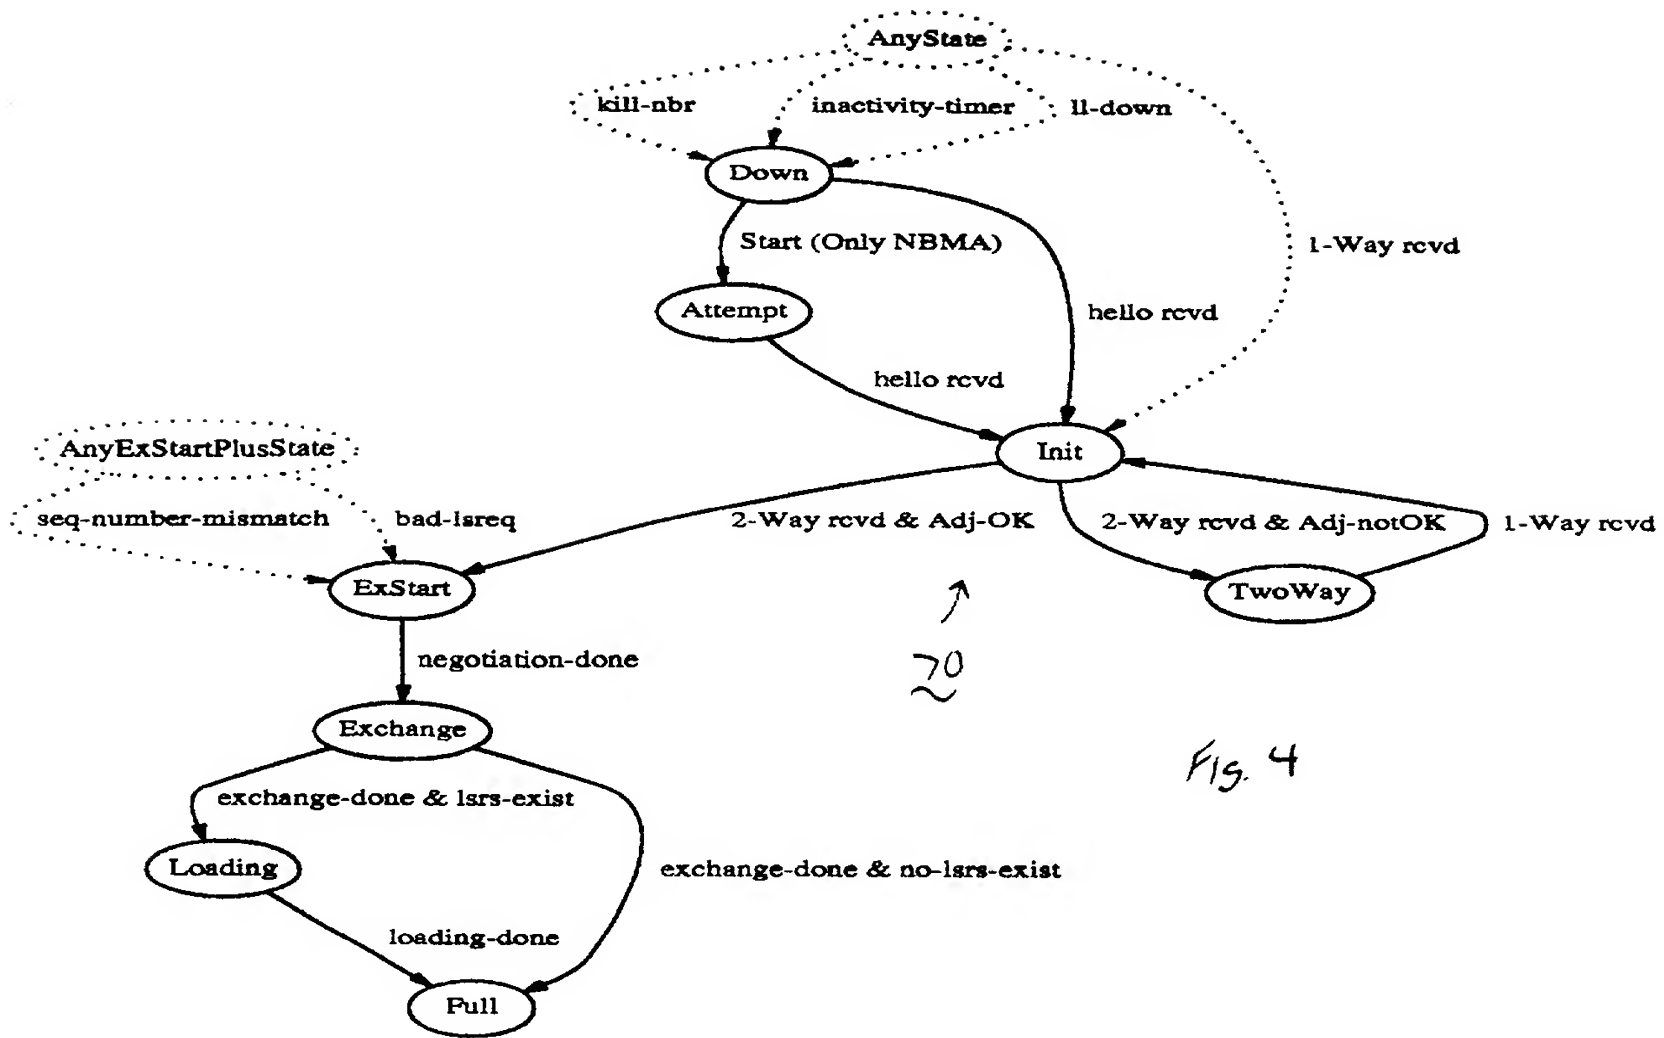 AnyState
kill-nbr
inactivity-timer
ll-down
Down
Start (Only NBMA)
1-Way rcvd
Attempt
hello rcvd
hello rcvd
AnyExStartPlusState
Init
seq-number-mismatch
bad-lsreq
2-Way rcvd & Adj-OK
2-Way rcvd & Adj-notOK
1-Way rcvd
ExStart
TwoWay
negotiation-done
70
Exchange
Fig. 4
exchange-done & lsrs-exist
Loading
exchange-done & no-lsrs-exist
loading-done
Full